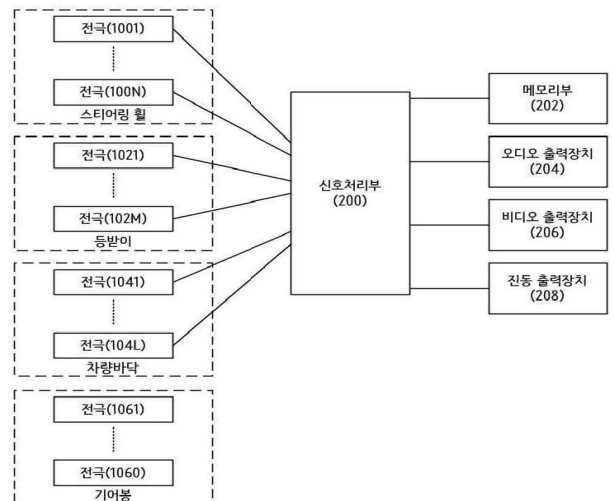 전극(1001)
전극(100N)
스티어링 휠
전극(1021)
전극(102M)
등받이
전극(1041)
전극(104L)
차량바닥
전극(1061)
전극(1060)
기어봉
신호처리부
(200)
메모리부
(202)
오디오 출력장치
(204)
비디오 출력장치
(206)
진동 출력장치
(208)